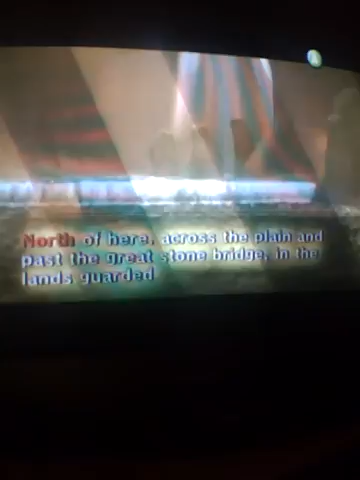 North of here, across the plain and
past the great stone bridge, in the
lands guarded